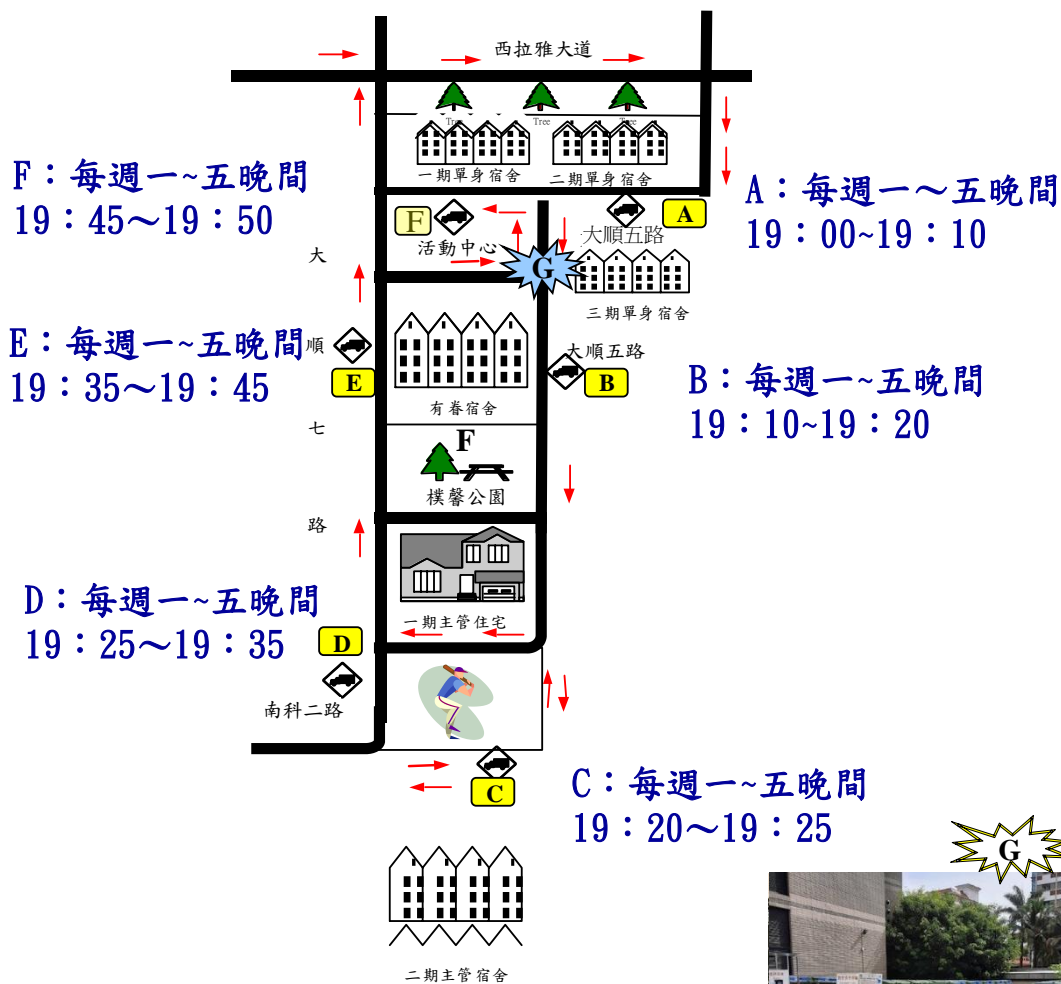 西拉雅大道
Tree
Tree
Tree
一期單身宿舍
二期單身宿舍
F：每週一~五晚間
19：45～19：50
A：每週一～五晚間
19：00~19：10
F
A
活動中心
大順五路
G
三期單身宿舍
大
順
七
路
E：每週一~五晚間
19：35～19：45
E
大順五路
B
B：每週一~五晚間
19：10~19：20
有眷宿舍
F
樸馨公園
D：每週一~五晚間
19：25～19：35
一期主管住宅
D
南科二路
C
C：每週一~五晚間
19：20～19：25
G
二期主管宿舍